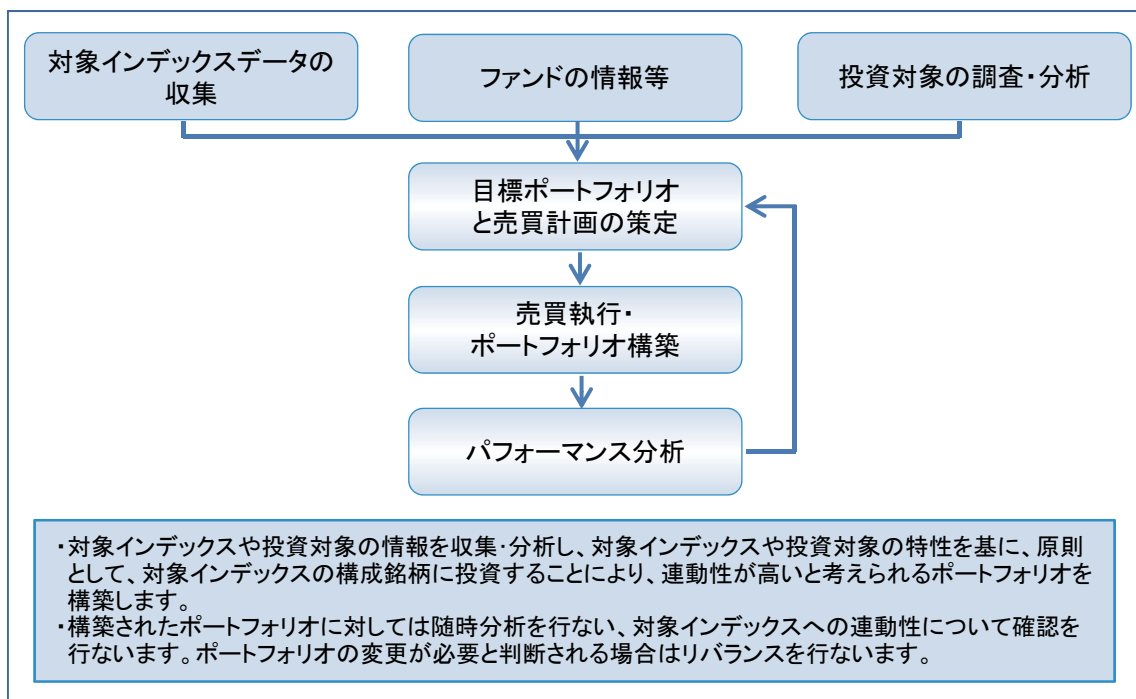 対象インデックスデータの
収集
ファンドの情報等
投資対象の調査・分析
目標ポートフォリオ
と売買計画の策定
売買執行・
ポートフォリオ構築
パフォーマンス分析
・対象インデックスや投資対象の情報を収集・分析し、対象インデックスや投資対象の特性を基に、原則
として、対象インデックスの構成銘柄に投資することにより、連動性が高いと考えられるポートフォリオを
構築します。
・構築されたポートフォリオに対しては随時分析を行ない、対象インデックスへの連動性について確認を
行ないます。ポートフォリオの変更が必要と判断される場合はリバランスを行ないます。